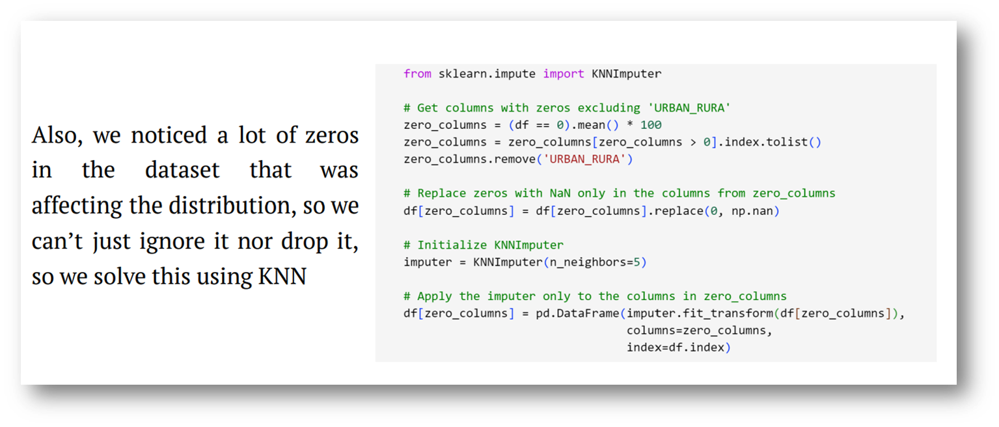 Also, we noticed a lot of zeros
in the dataset that was
affecting the distribution, so we
can’t just ignore it nor drop it,
so we solve this using KNN
from sklearn.impute import KNNImputer
# Get columns with zeros excluding 'URBAN_RURA'
zero_columns = (df == 0).mean() * 100
zero_columns = zero_columns[zero_columns > 0].index.tolist()
zero_columns.remove('URBAN_RURA')
# Replace zeros with NaN only in the columns from zero_columns
df[zero_columns] = df[zero_columns].replace(0, np.nan)
# Initialize KNNImputer
imputer = KNNImputer(n_neighbors=5)
# Apply the imputer only to the columns in zero_columns
df[zero_columns] = pd.DataFrame(imputer.fit_transform(df[zero_columns]),
columns=zero_columns,
index=df.index)